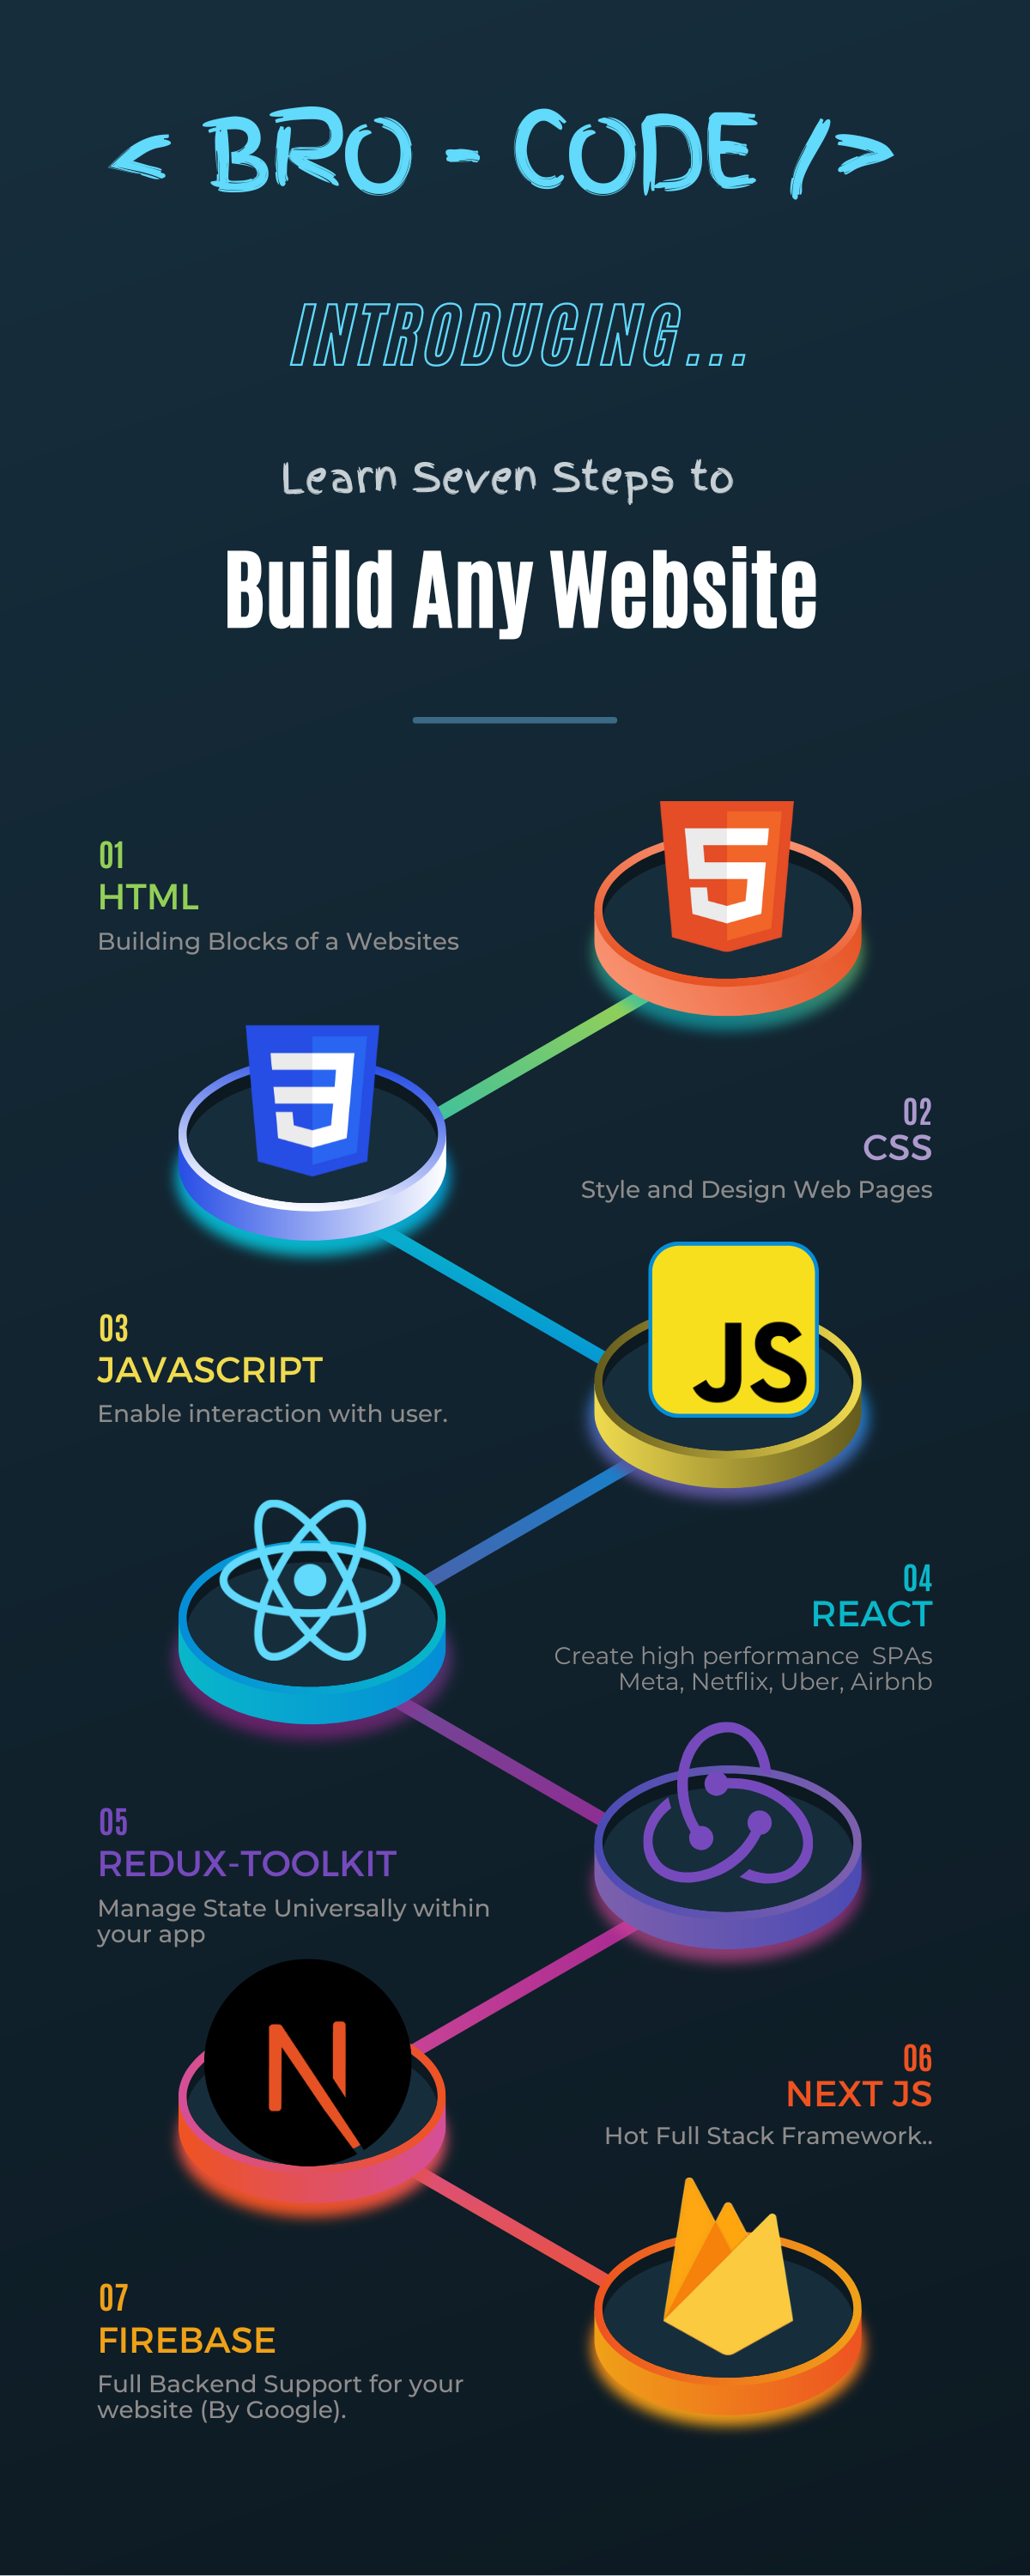 < BRO - CODE />
INTRODUCING...
Learn Seven Steps to
Build Any Website
01
HTML
Building Blocks of a Websites
02
CSS
Style and Design Web Pages
JS
03
JAVASCRIPT
Enable interaction with user.
04
REACT
Create high performance  SPAs
Meta, Netflix, Uber, Airbnb
05
REDUX-TOOLKIT
Manage State Universally within
your app
N
06
NEXT JS
Hot Full Stack Framework..
07
FIREBASE
Full Backend Support for your
website (By Google).